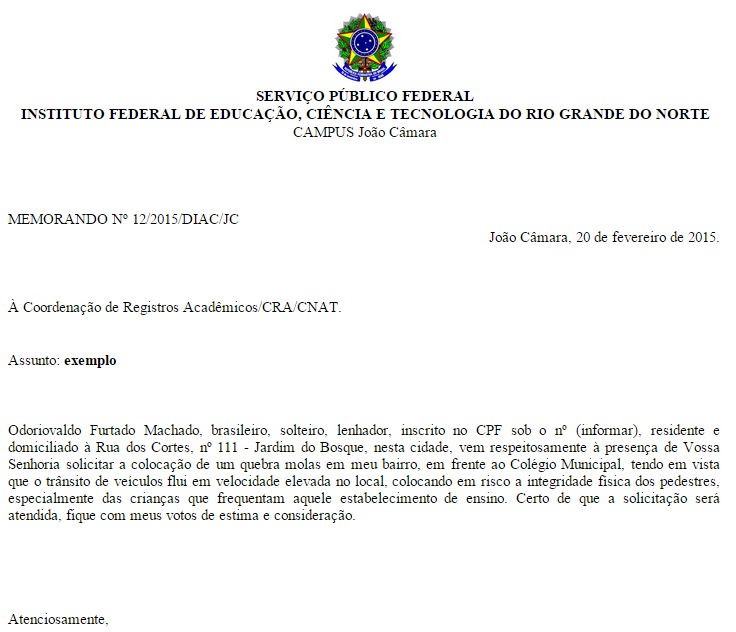 SERVIÇO PÚBLICO FEDERAL
INSTITUTO FEDERAL DE EDUCAÇÃO, CIÊNCIA E TECNOLOGIA DO RIO GRANDE DO NORTE
CAMPUS João Câmara
MEMORANDO Nº 12/2015/DIAC/JC
João Câmara, 20 de fevereiro de 2015.
À Coordenação de Registros Acadêmicos/CRA/CNAT.
Assunto: exemplo
Odoriovaldo Furtado Machado, brasileiro, solteiro, lenhador, inscrito no CPF sob o nº (informar), residente e
domiciliado à Rua dos Cortes, nº 111 - Jardim do Bosque, nesta cidade, vem respeitosamente à presença de Vossa
Senhoria solicitar a colocação de um quebra molas em meu bairro, em frente ao Colégio Municipal, tendo em vista
que o trânsito de veículos flui em velocidade elevada no local, colocando em risco a integridade física dos pedestres,
especialmente das crianças que frequentam aquele estabelecimento de ensino. Certo de que a solicitação será
atendida, fique com meus votos de estima e consideração.
Atenciosamente,